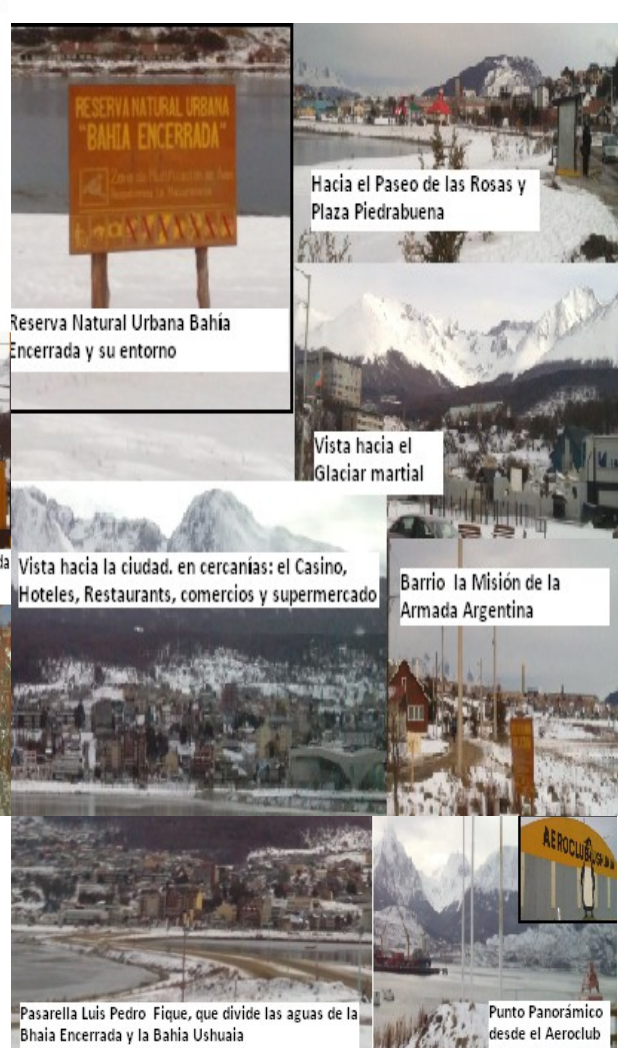 RESERVA NATURAL URBANA
"BAHIA ENCERRADA"
Zona de
Reserva Natural Urbana Bahía
Encerrada y su entorno
Hacia el Paseo de las Rosas y
Plaza Piedrabuena
Vista hacia el
Glaciar martial
da
Vista hacia la ciudad. en cercanías: el Casino,
Hoteles, Restaurants, comercios y supermercado
Barrio la Misión de la
Armada Argentina
Pasarella Luis Pedro Fique, que divide las aguas de la
Bhaia Encerrada y la Bahia Ushuaia
AEROCLUB
Punto Panorámico
desde el Aeroclub